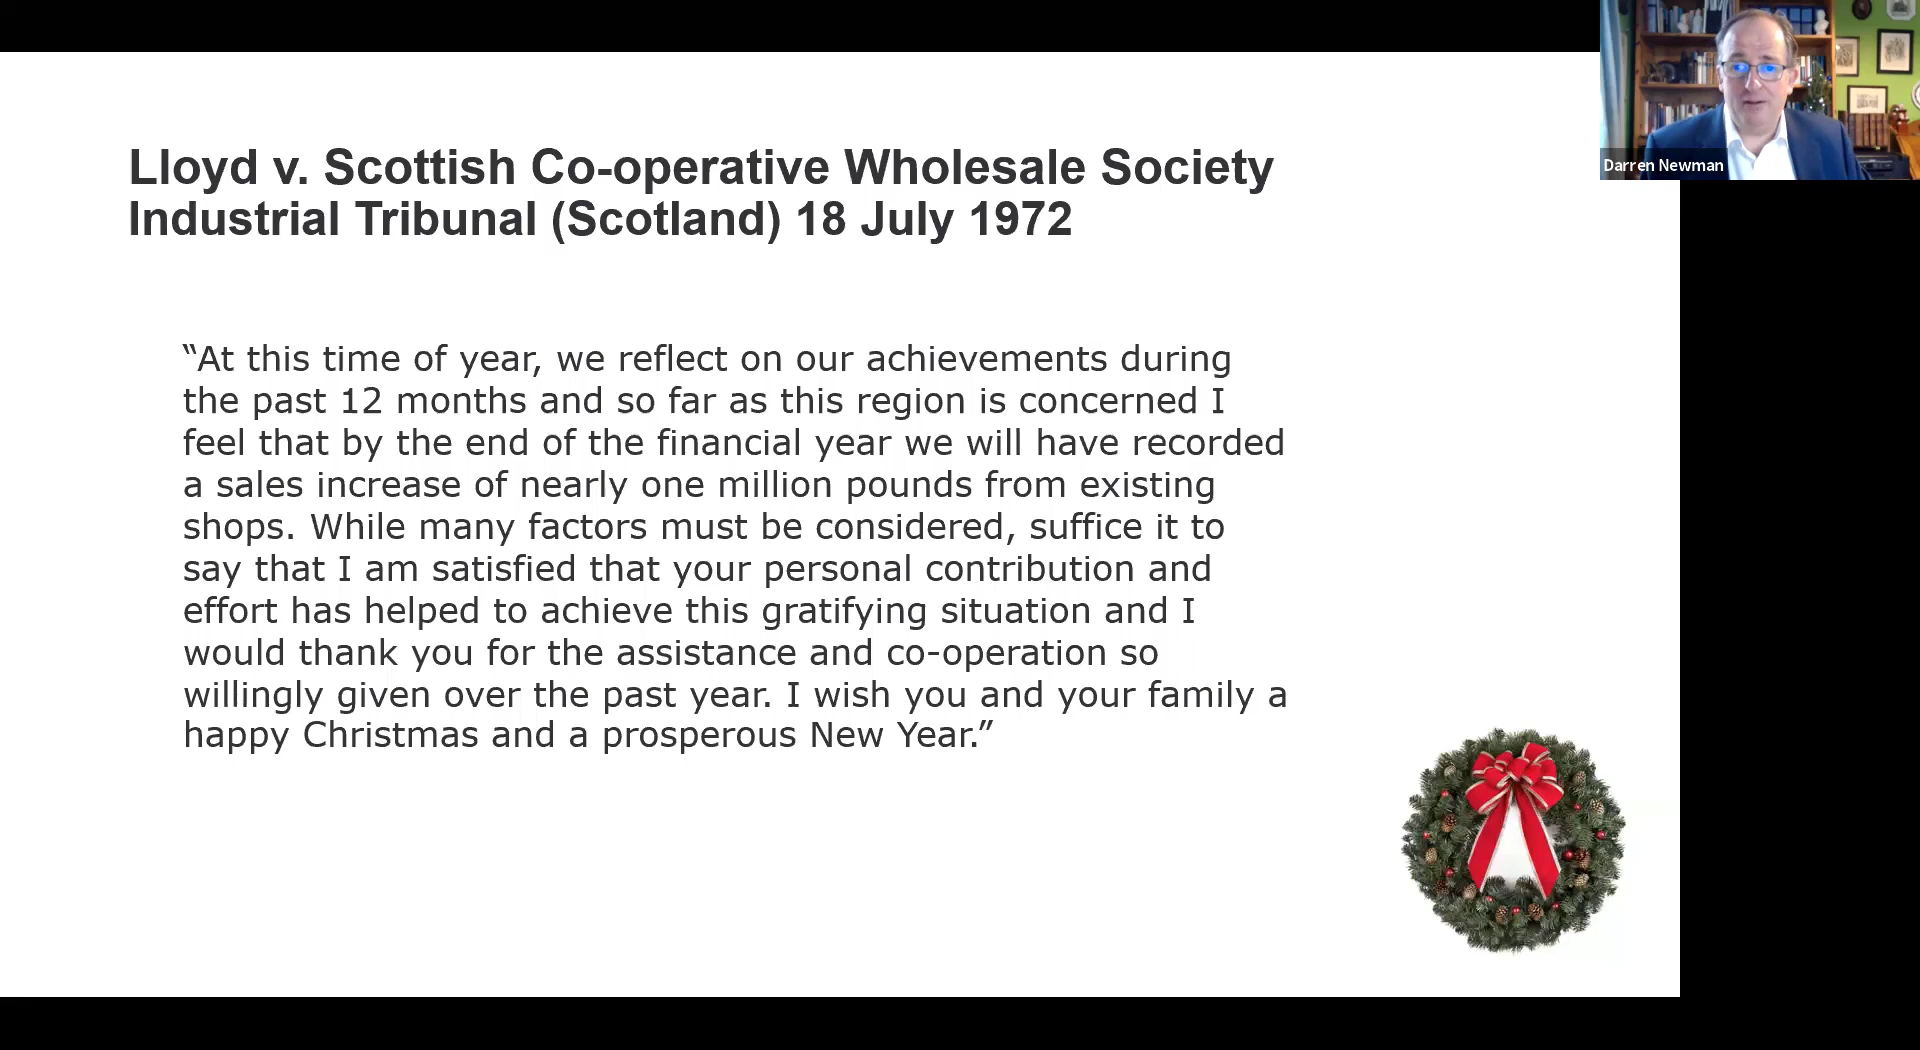 Lloyd v. Scottish Co-operative Wholesale Society
Industrial Tribunal (Scotland) 18 July 1972
“At this time of year, we reflect on our achievements during
the past 12 months and so far as this region is concerned I
feel that by the end of the financial year we will have recorded
a sales increase of nearly one million pounds from existing
shops. While many factors must be considered, suffice it to
say that I am satisfied that your personal contribution and
effort has helped to achieve this gratifying situation and I
would thank you for the assistance and co-operation so
willingly given over the past year. I wish you and your family a
happy Christmas and a prosperous New Year.”
Darren Newman